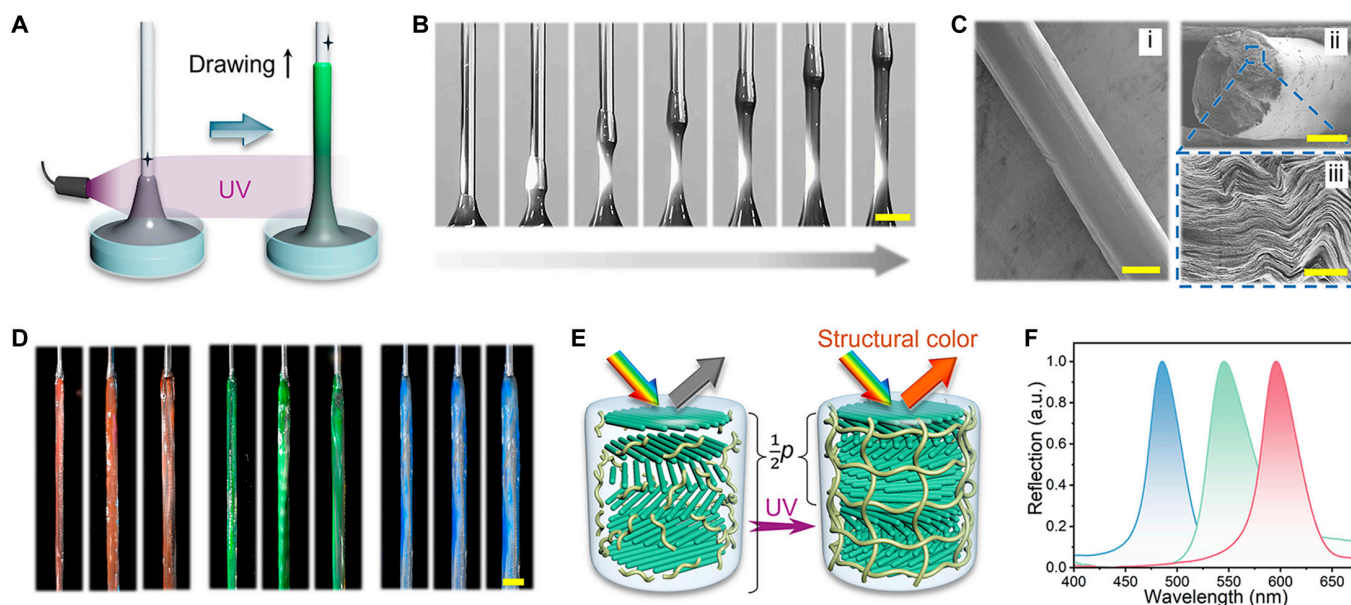 A
Drawing ↑
UV
B
C
i
ii
iii
D
E
Structural color
1/2 p
UV
F
Reflection (a.u.)
1.0
0.8
0.6
0.4
0.2
0.0
400 450 500 550 600 650
Wavelength (nm)